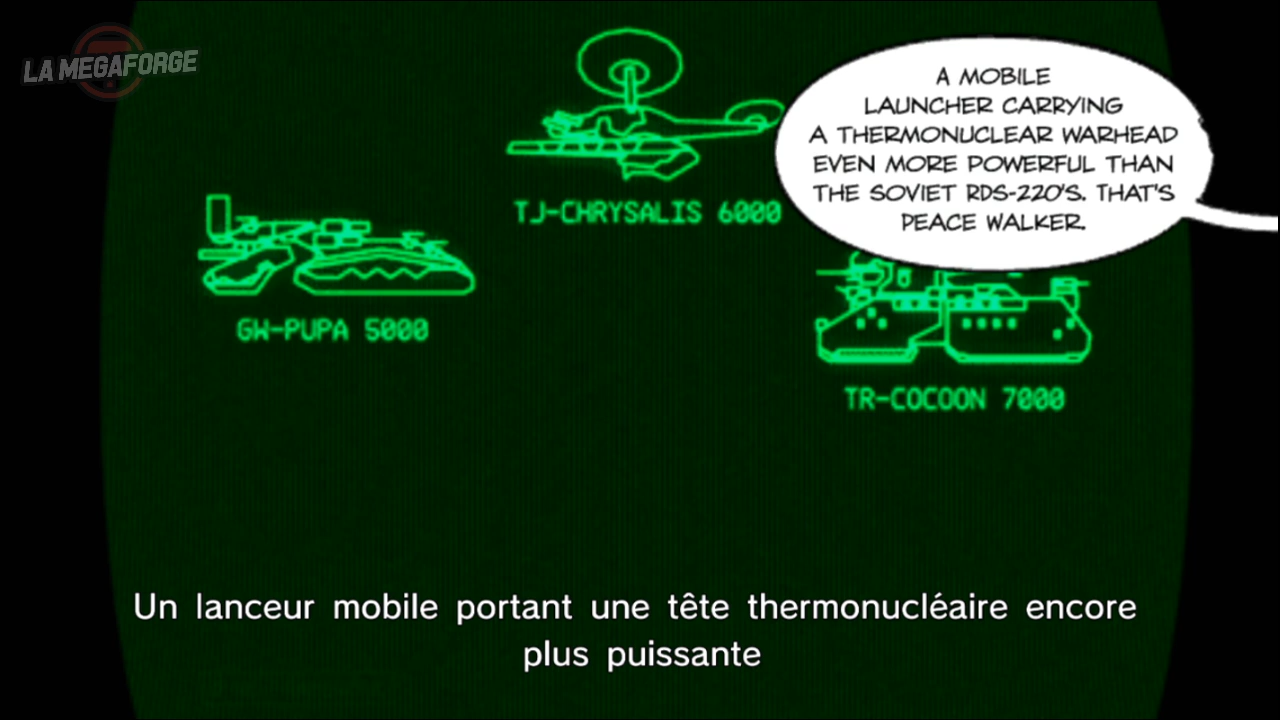 LA MEGAFORGE
A MOBILE
LAUNCHER CARRYING
A THERMONUCLEAR WARHEAD
EVEN MORE POWERFUL THAN
THE SOVIET RDS-220'S. THAT'S
PEACE WALKER.
TJ-CHRYSALIS 6000
GW-PUPA 5000
TR-COCOON 7000
Un lanceur mobile portant une tête thermonucléaire encore
plus puissante